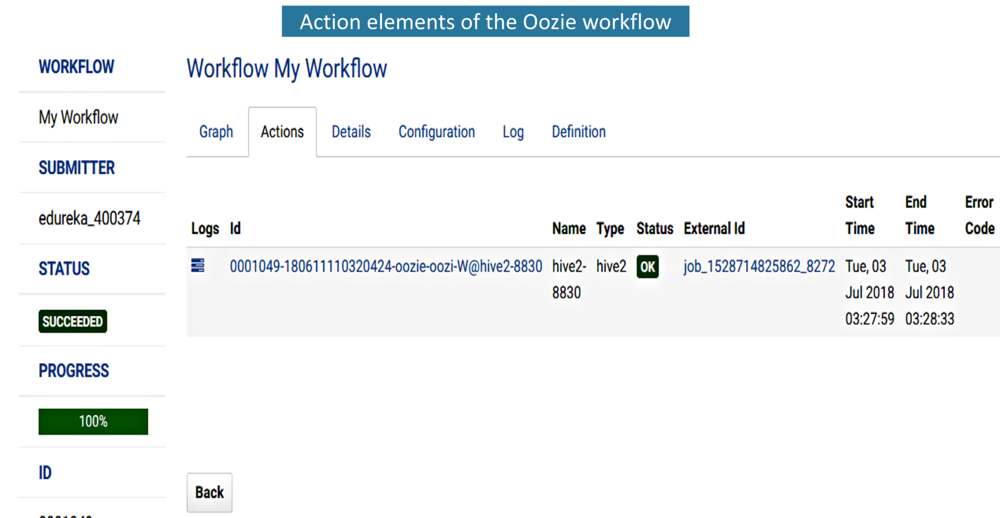 Action elements of the Oozie workflow
WORKFLOW
My Workflow
SUBMITTER
edureka_400374
STATUS
SUCCEEDED
PROGRESS
100%
ID
Workflow My Workflow
Graph Actions Details Configuration Log Definition
Logs Id Name Type Status External Id Start Time End Time Error Code
0001049-180611110320424-oozie-oozi-W@hive2-8830 hive2- hive2 OK job_1528714825862_8272 Tue, 03 Tue, 03
8830 Jul 2018 Jul 2018
03:27:59 03:28:33
Back